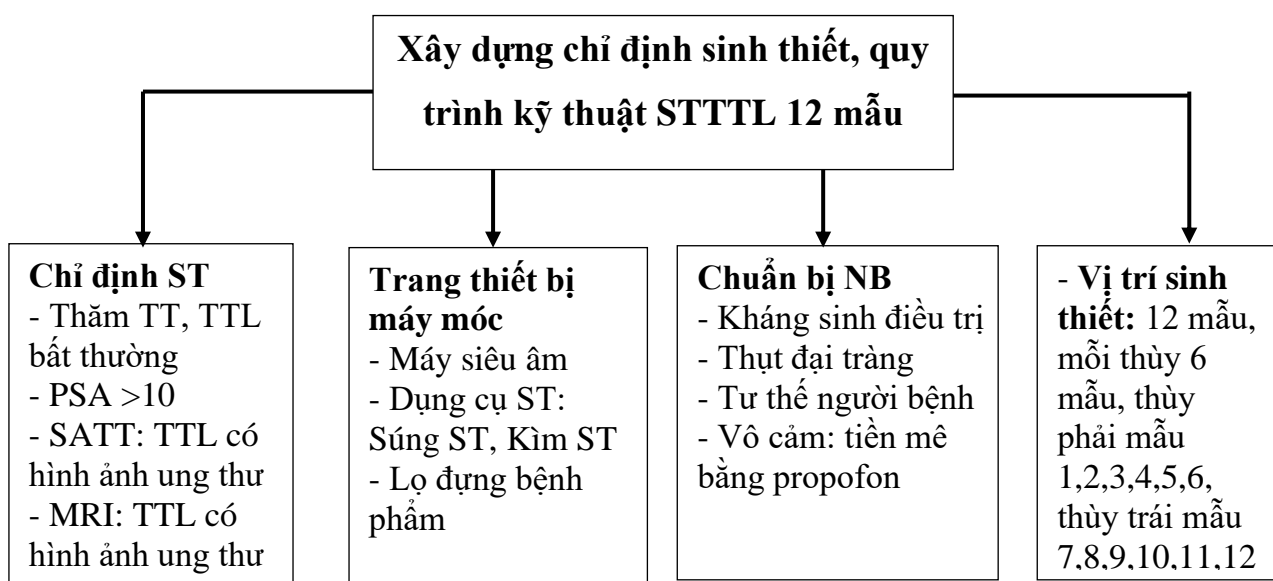 Xây dựng chỉ định sinh thiết, quy
trình kỹ thuật STTTL 12 mẫu
Chỉ định ST
- Thăm TT, TTL
bất thường
- PSA >10
- SATT: TTL có
hình ảnh ung thư
- MRI: TTL có
hình ảnh ung thư
Trang thiết bị
máy móc
- Máy siêu âm
- Dụng cụ ST:
Súng ST, Kìm ST
- Lọ đựng bệnh
phẩm
Chuẩn bị NB
- Kháng sinh điều trị
- Thụt đại tràng
- Tư thế người bệnh
- Vô cảm: tiền mê
bằng propofon
- Vị trí sinh
thiết: 12 mẫu,
mỗi thùy 6
mẫu, thùy
phải mẫu
1,2,3,4,5,6,
thùy trái mẫu
7,8,9,10,11,12